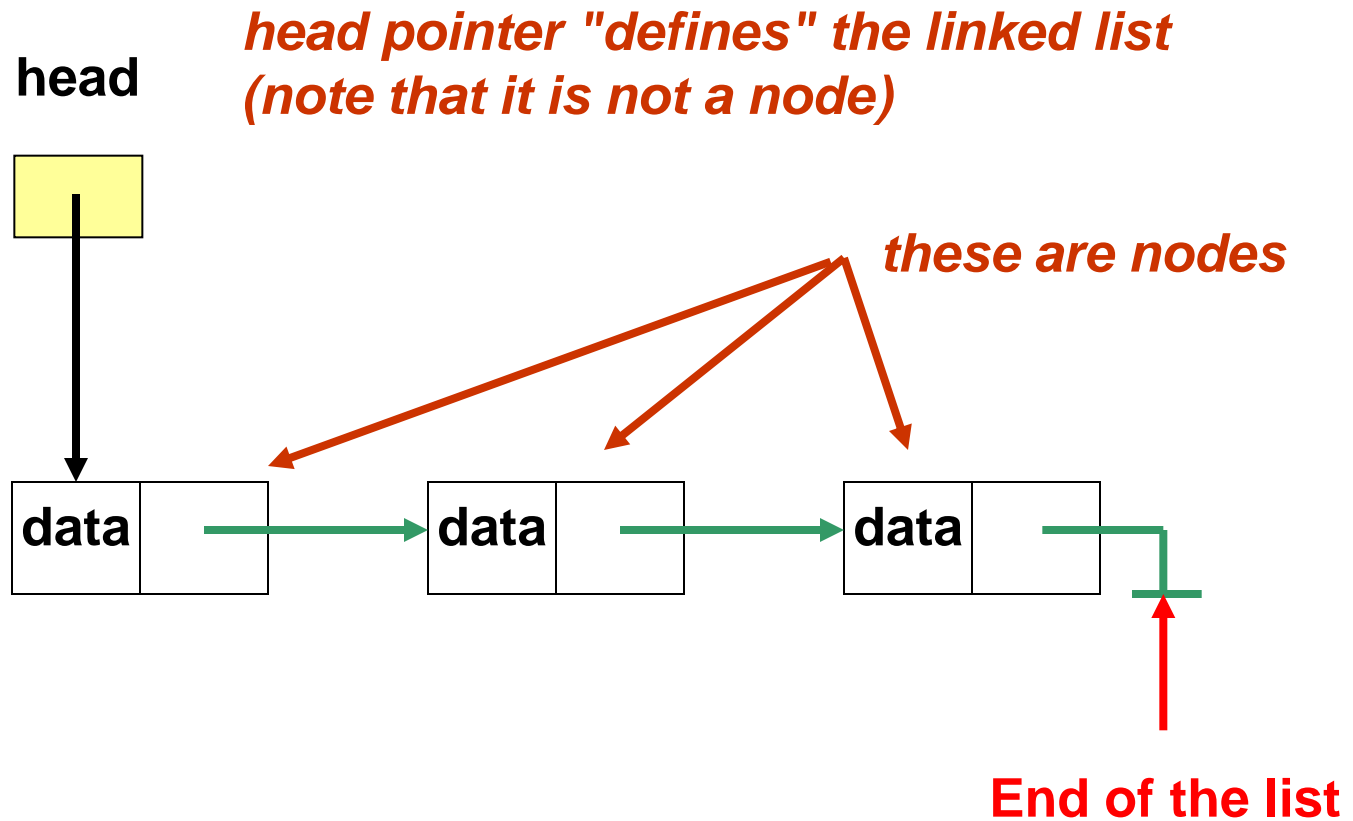 head pointer "defines" the linked list
(note that it is not a node)
head
these are nodes
data
data
data
End of the list